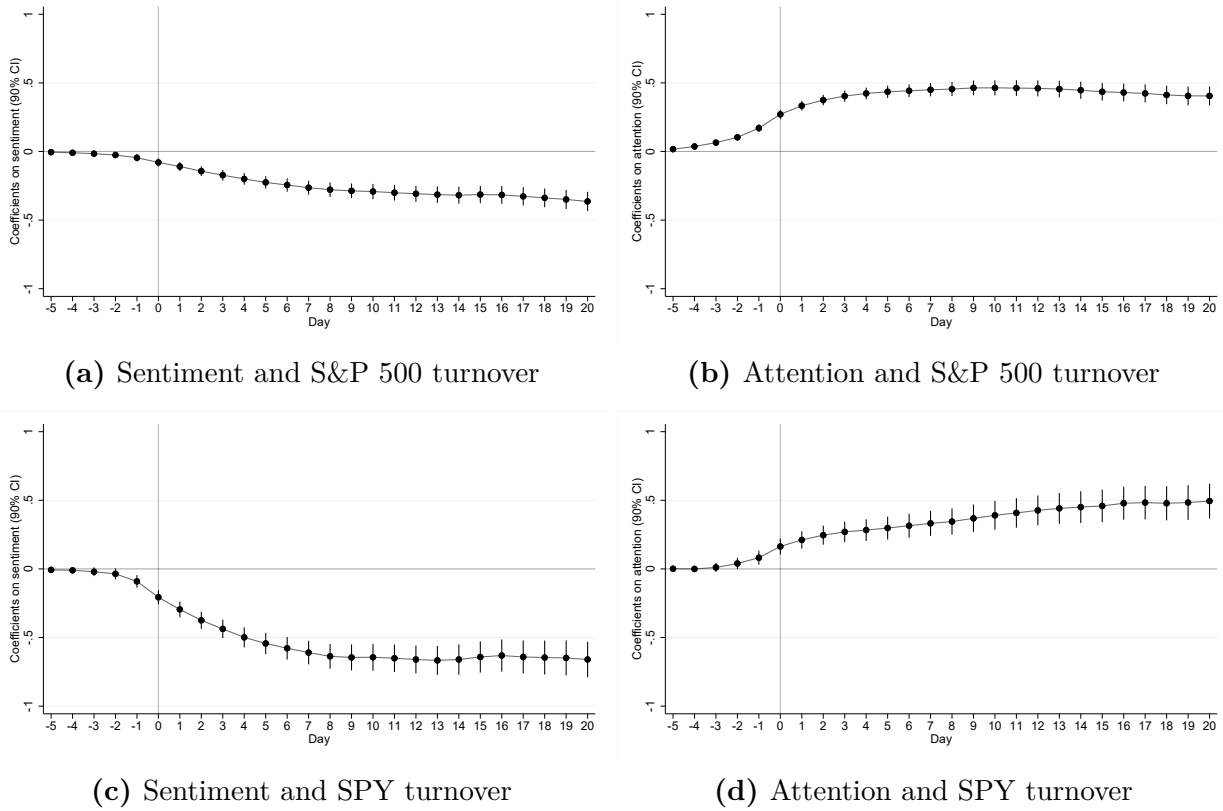 Coefficients on sentiment (90% CI)
1
.5
0
-.5
-1
-5 -4 -3 -2 -1 0 1 2 3 4 5 6 7 8 9 10 11 12 13 14 15 16 17 18 19 20
Day
(a) Sentiment and S&P 500 turnover
Coefficients on attention (90% CI)
1
.5
0
-.5
-1
-5 -4 -3 -2 -1 0 1 2 3 4 5 6 7 8 9 10 11 12 13 14 15 16 17 18 19 20
Day
(b) Attention and S&P 500 turnover
Coefficients on sentiment (90% CI)
1
.5
0
-.5
-1
-5 -4 -3 -2 -1 0 1 2 3 4 5 6 7 8 9 10 11 12 13 14 15 16 17 18 19 20
Day
(c) Sentiment and SPY turnover
Coefficients on attention (90% CI)
1
.5
0
-.5
-1
-5 -4 -3 -2 -1 0 1 2 3 4 5 6 7 8 9 10 11 12 13 14 15 16 17 18 19 20
Day
(d) Attention and SPY turnover